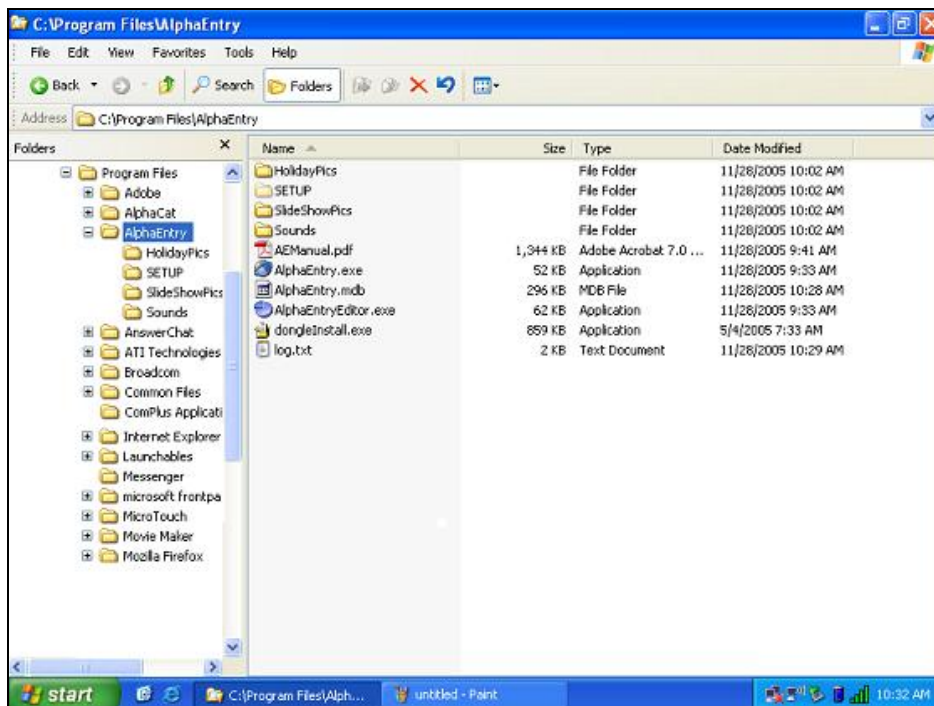 C:\Program Files\AlphaEntry
File Edit View Favorites Tools Help
Back Search Folders
Address C:\Program Files\AlphaEntry
Folders
Program Files
Adobe
AlphaCat
AlphaEntry
HolidayPics
SETUP
SlideShowPics
Sounds
AnswerChat
ATI Technologies
Broadcom
Common Files
ComPlus Applicati
Internet Explorer
Launchables
Messenger
microsoft frontpa
MicroTouch
Movie Maker
Mozilla Firefox
Name Size Type Date Modified
HolidayPics File Folder 11/28/2005 10:02 AM
SETUP File Folder 11/28/2005 10:02 AM
SlideShowPics File Folder 11/28/2005 10:02 AM
Sounds File Folder 11/28/2005 10:02 AM
AEManual.pdf 1,344 KB Adobe Acrobat 7.0 ... 11/28/2005 9:41 AM
AlphaEntry.exe 52 KB Application 11/28/2005 9:33 AM
AlphaEntry.mdb 296 KB MDB File 11/28/2005 10:28 AM
AlphaEntryEditor.exe 62 KB Application 11/28/2005 9:33 AM
dongleInstall.exe 859 KB Application 5/4/2005 7:33 AM
log.txt 2 KB Text Document 11/28/2005 10:29 AM
start C:\Program Files\Alph... untitled - Paint 10:32 AM